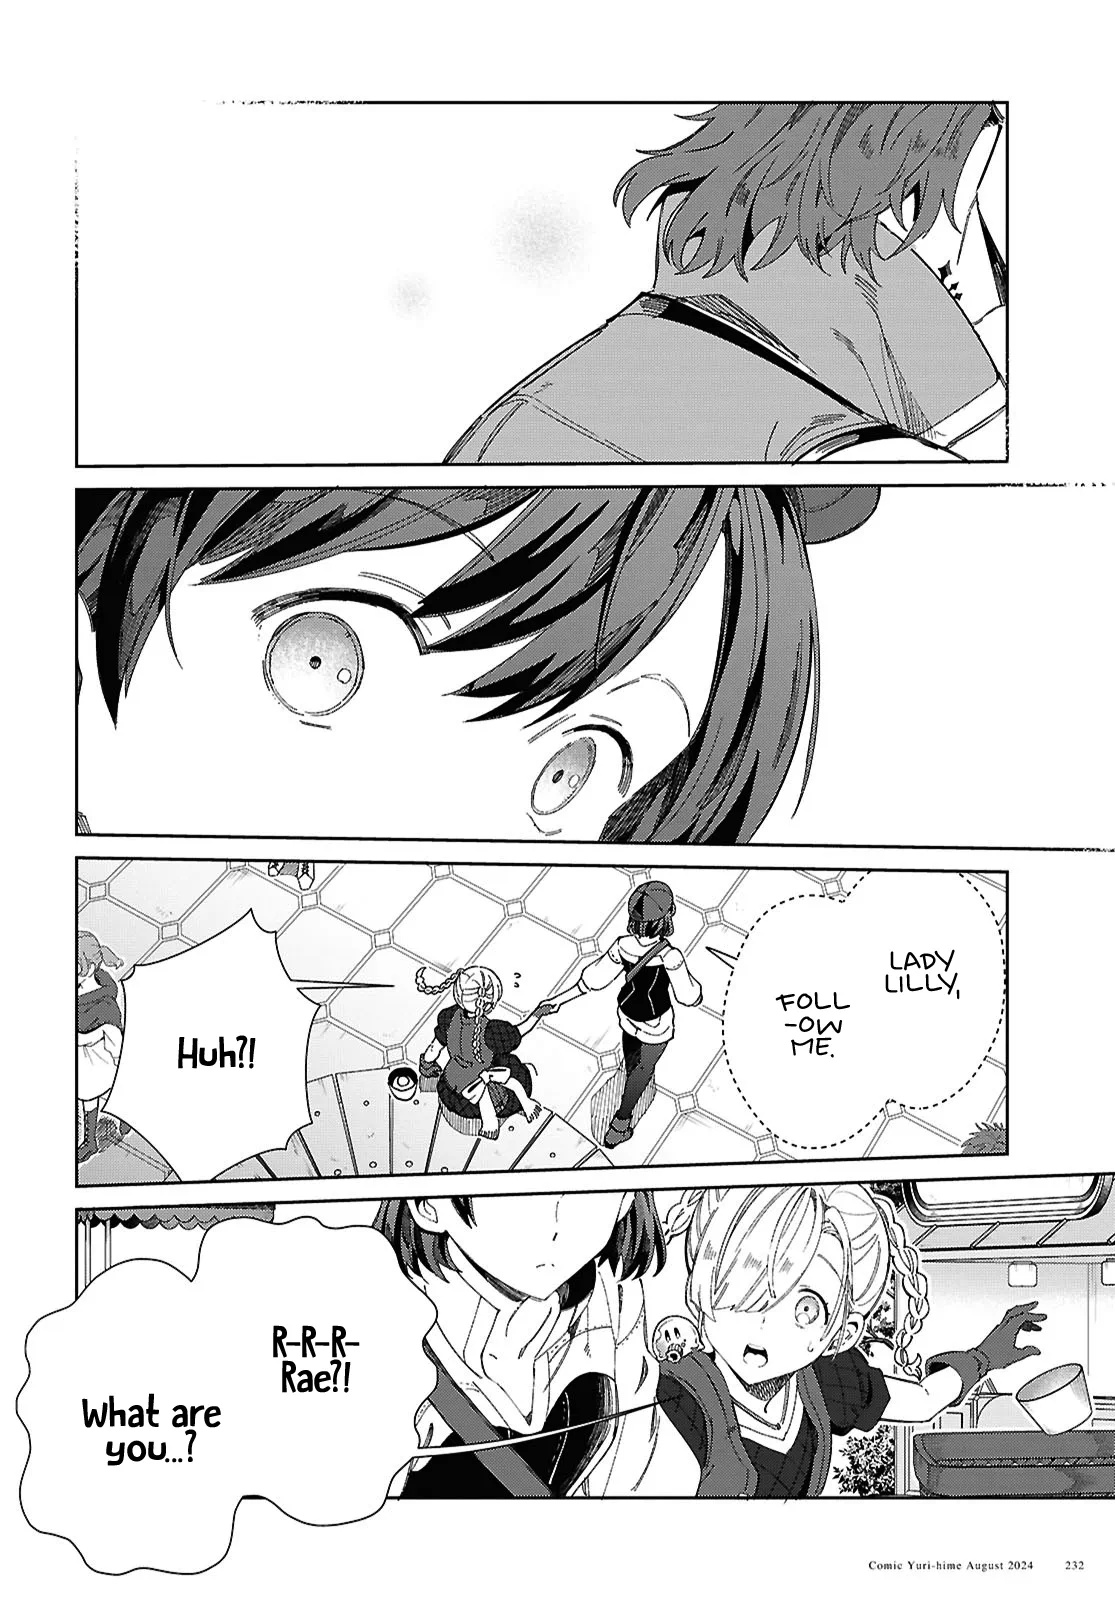 LADY
LILLY,
FOLL
-OW
ME.
Huh?!
R-R-R-
Rae?!
What are
you...?
Comic Yuri-hime August 2024 232